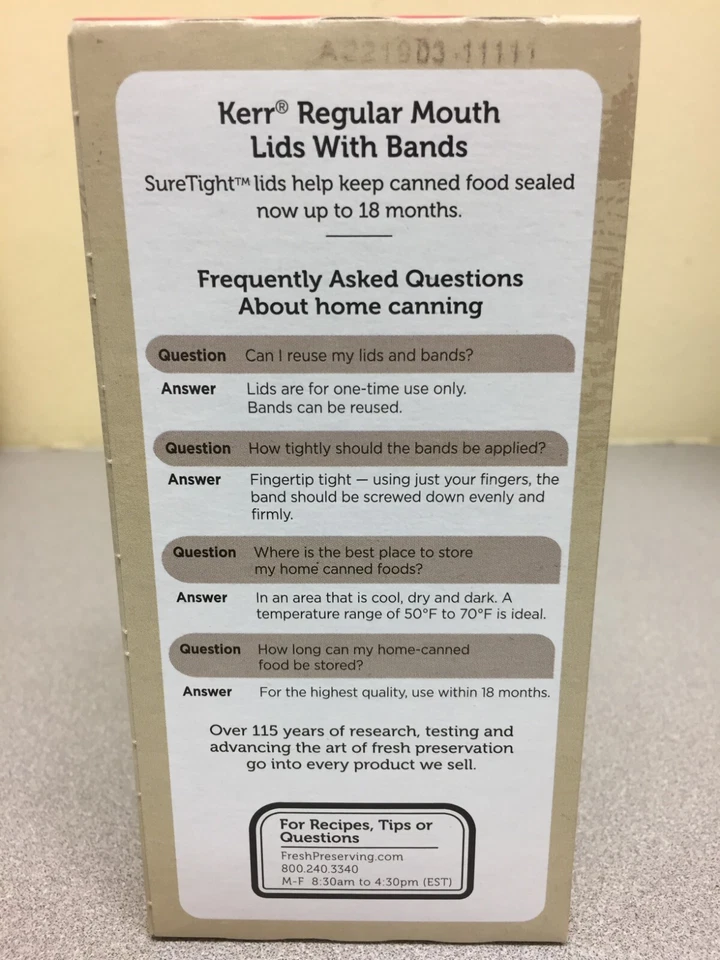 Kerr® Regular Mouth
Lids With Bands
SureTight™ lids help keep canned food sealed
now up to 18 months.
Frequently Asked Questions
About home canning
Question Can I reuse my lids and bands?
Answer Lids are for one-time use only.
Bands can be reused.
Question How tightly should the bands be applied?
Answer Fingertip tight — using just your fingers, the
band should be screwed down evenly and
firmly.
Question Where is the best place to store
my home canned foods?
Answer In an area that is cool, dry and dark. A
temperature range of 50°F to 70°F is ideal.
Question How long can my home-canned
food be stored?
Answer For the highest quality, use within 18 months.
Over 115 years of research, testing and
advancing the art of fresh preservation
go into every product we sell.
For Recipes, Tips or
Questions
FreshPreserving.com
800.240.3340
M-F 8:30am to 4:30pm (EST)